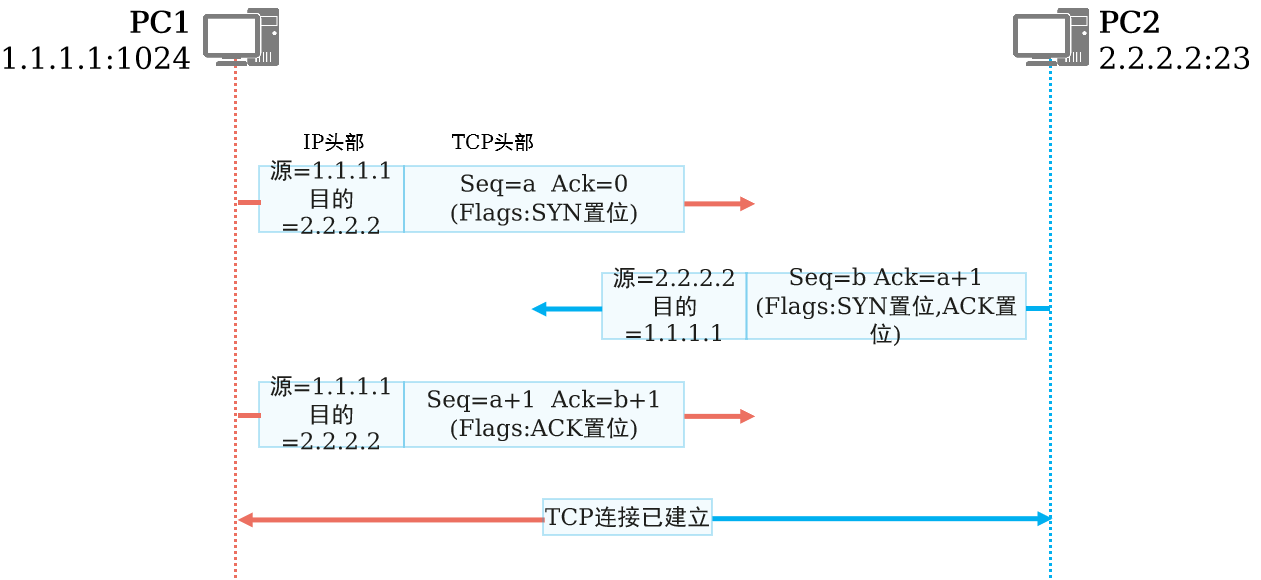 PC1
1.1.1.1:1024
PC2
2.2.2.2:23
IP头部
TCP头部
源=1.1.1.1
目的
=2.2.2.2
Seq=a  Ack=0
(Flags:SYN置位)
源=2.2.2.2
目的
=1.1.1.1
Seq=b Ack=a+1
(Flags:SYN置位,ACK置
位)
源=1.1.1.1
目的
=2.2.2.2
Seq=a+1  Ack=b+1
(Flags:ACK置位)
TCP连接已建立